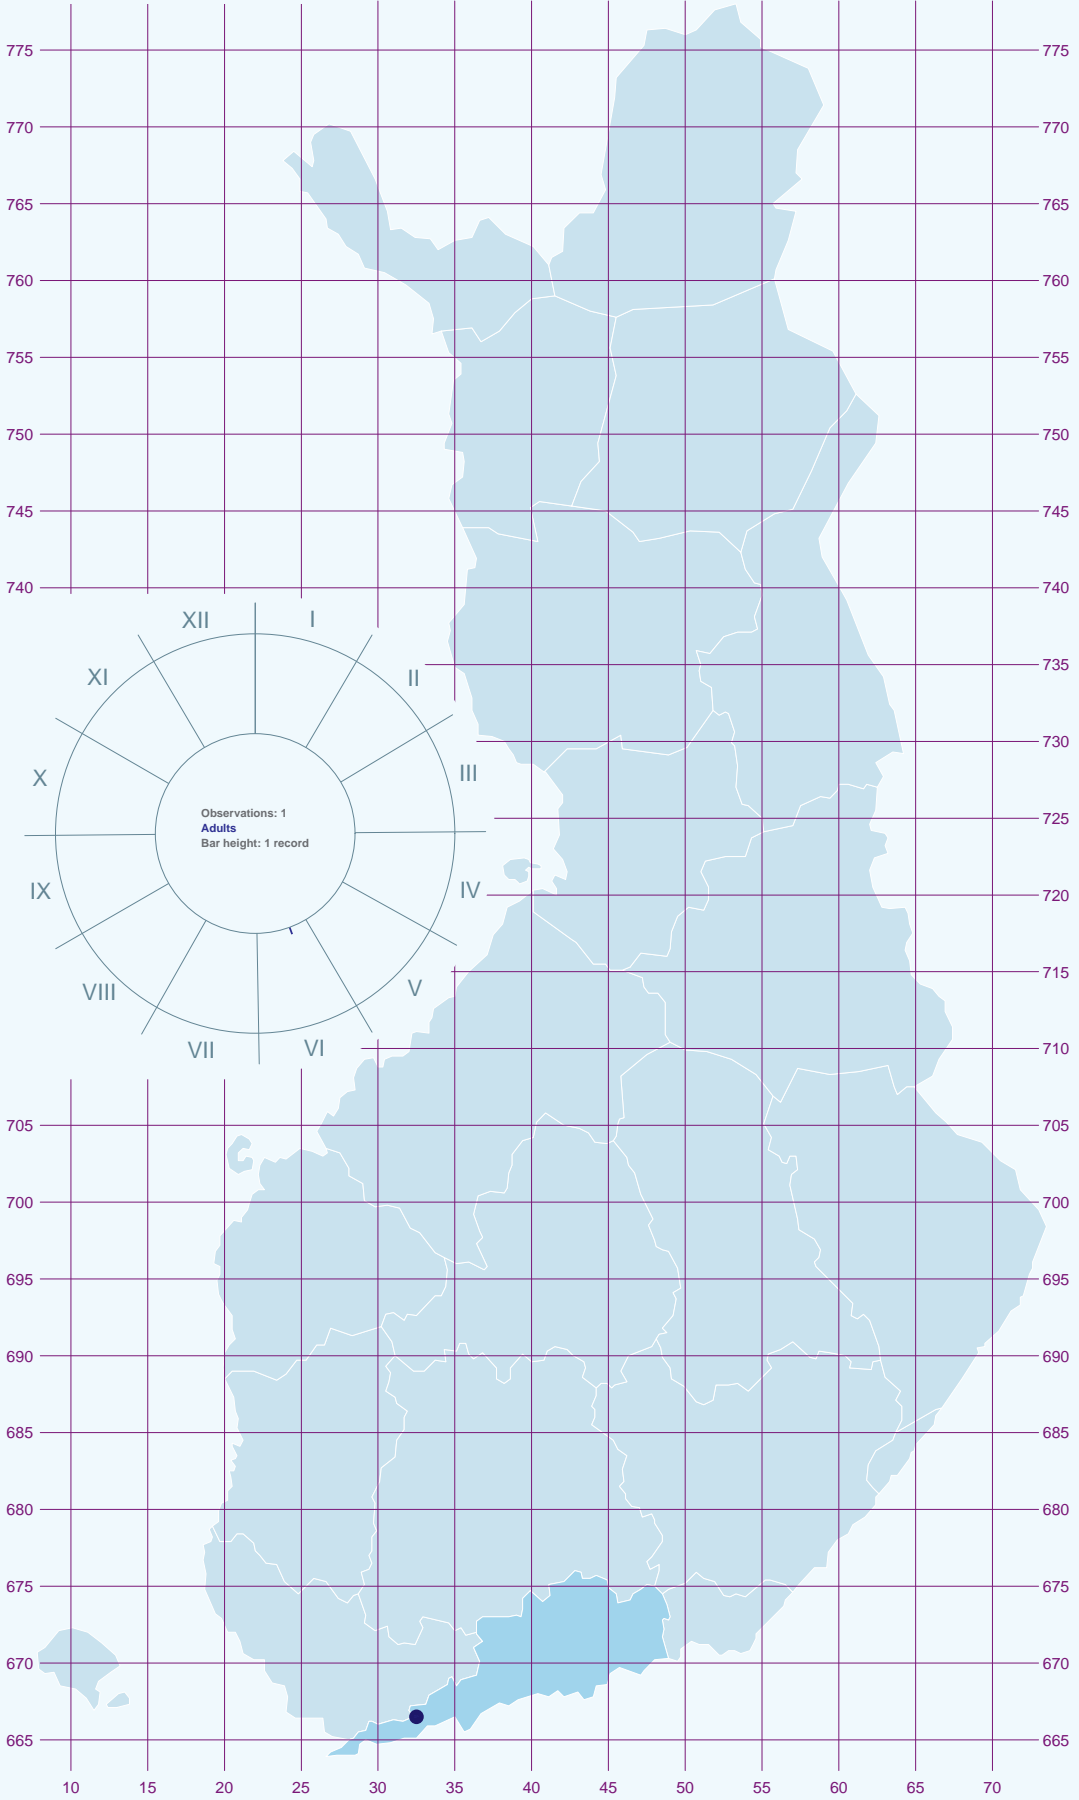 775 775
770 770
765 765
760 760
755 755
750 750
745 745
740 740
XII I
XI II
735
730
X III
725
Observations: 1
Adults
Bar height: 1 record
IX IV
720
715
VIII V
VII VI
710
705 705
700 700
695 695
690 690
685 685
680 680
675 675
670 670
665 665
10 15 20 25 30 35 40 45 50 55 60 65 70